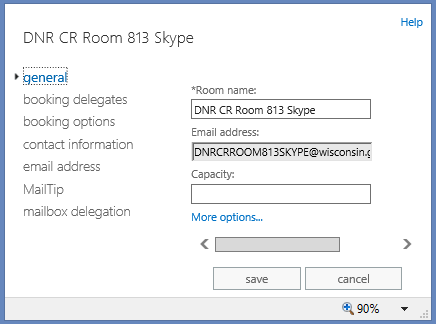 Help
DNR CR Room 813 Skype
general
booking delegates
booking options
contact information
email address
MailTip
mailbox delegation
*Room name:
DNR CR Room 813 Skype
Email address:
DNRCRROOM813SKYPE@wisconsin.g
Capacity:
More options...
save
cancel
90%